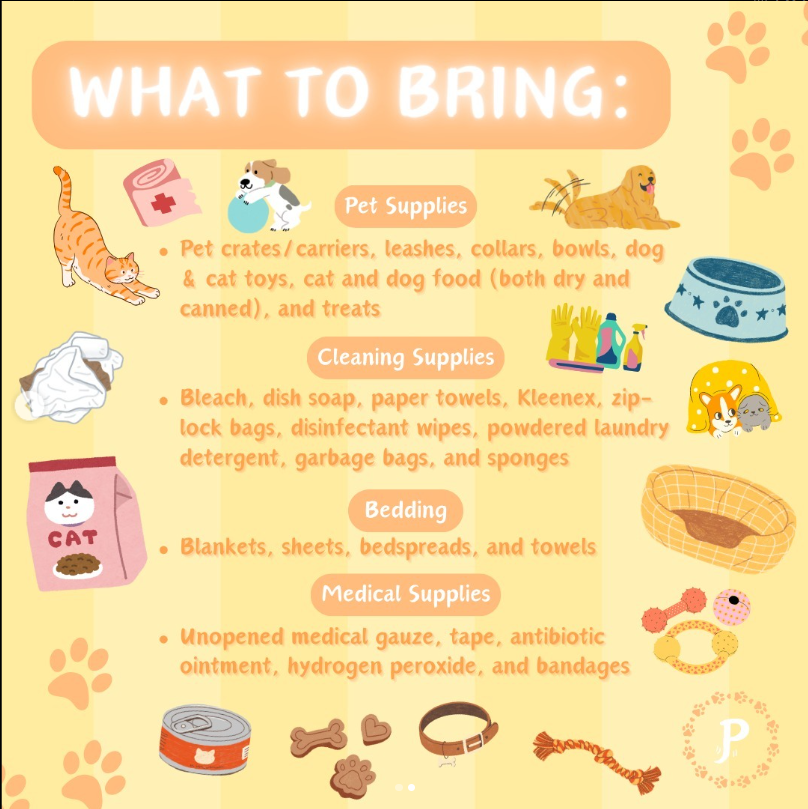 WHAT TO BRING:
Pet Supplies
• Pet crates/carriers, leashes, collars, bowls, dog
& cat toys, cat and dog food (both dry and
canned), and treats
Cleaning Supplies
• Bleach, dish soap, paper towels, Kleenex, zip-
lock bags, disinfectant wipes, powdered laundry
detergent, garbage bags, and sponges
CAT
Bedding
• Blankets, sheets, bedspreads, and towels
Medical Supplies
• Unopened medical gauze, tape, antibiotic
ointment, hydrogen peroxide, and bandages